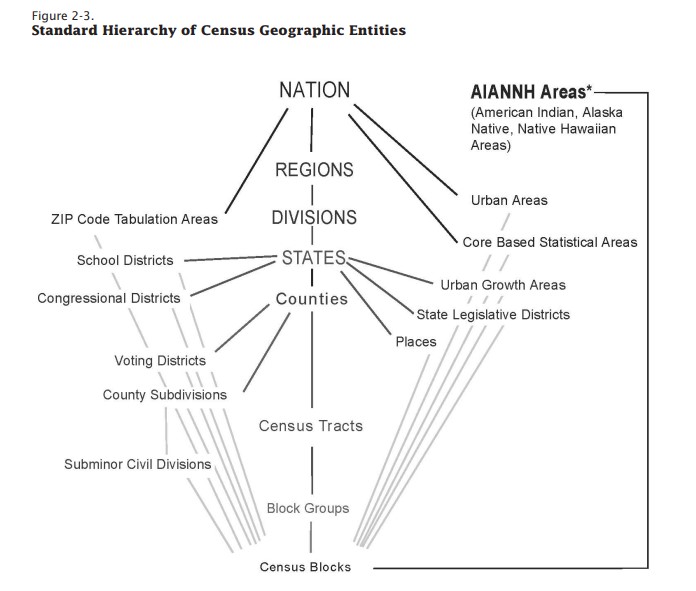 Figure 2-3.
Standard Hierarchy of Census Geographic Entities
NATION
AIANNH Areas*
(American Indian, Alaska
Native, Native Hawaiian
Areas)
REGIONS
Urban Areas
ZIP Code Tabulation Areas
DIVISIONS
Core Based Statistical Areas
School Districts
STATES
Urban Growth Areas
Congressional Districts
Counties
State Legislative Districts
Places
Voting Districts
County Subdivisions
Census Tracts
Subminor Civil Divisions
Block Groups
Census Blocks